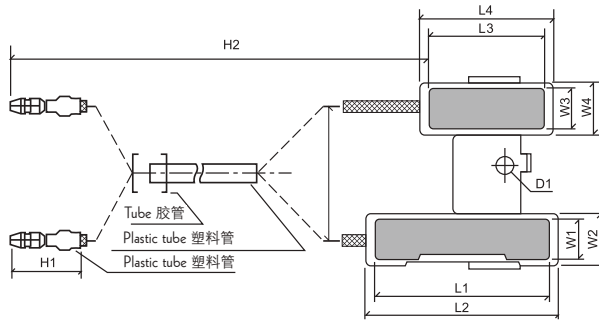 L4
H2
L3
W3
W4
D1
Tube 胶管
Plastic tube 塑料管
Plastic tube 塑料管
H1
W1
W2
L1
L2